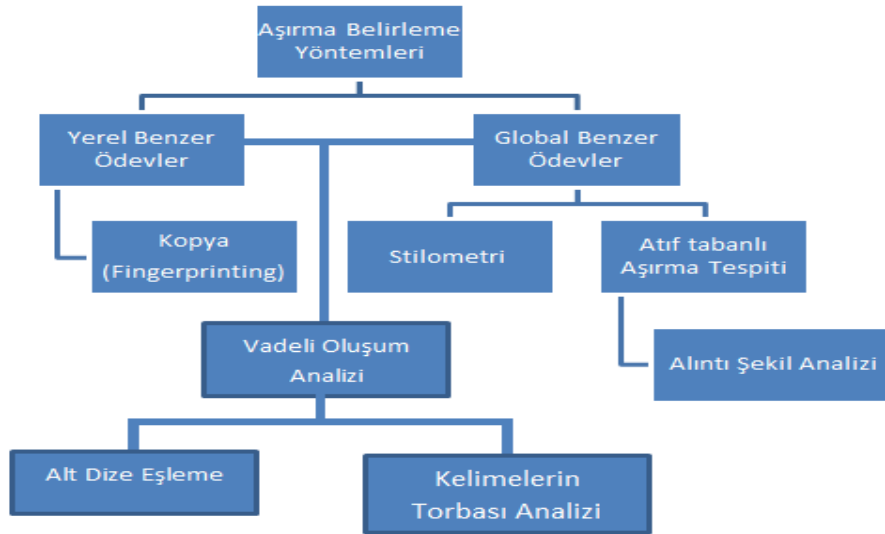 Aşırma Belirleme
Yöntemleri
Yerel Benzer
Ödevler
Global Benzer
Ödevler
Kopya
(Fingerprinting)
Stilometri
Atıf tabanlı
Aşırma Tespiti
Vadeli Oluşum
Analizi
Alıntı Şekil Analizi
Alt Dize Eşleme
Kelimelerin
Torbası Analizi